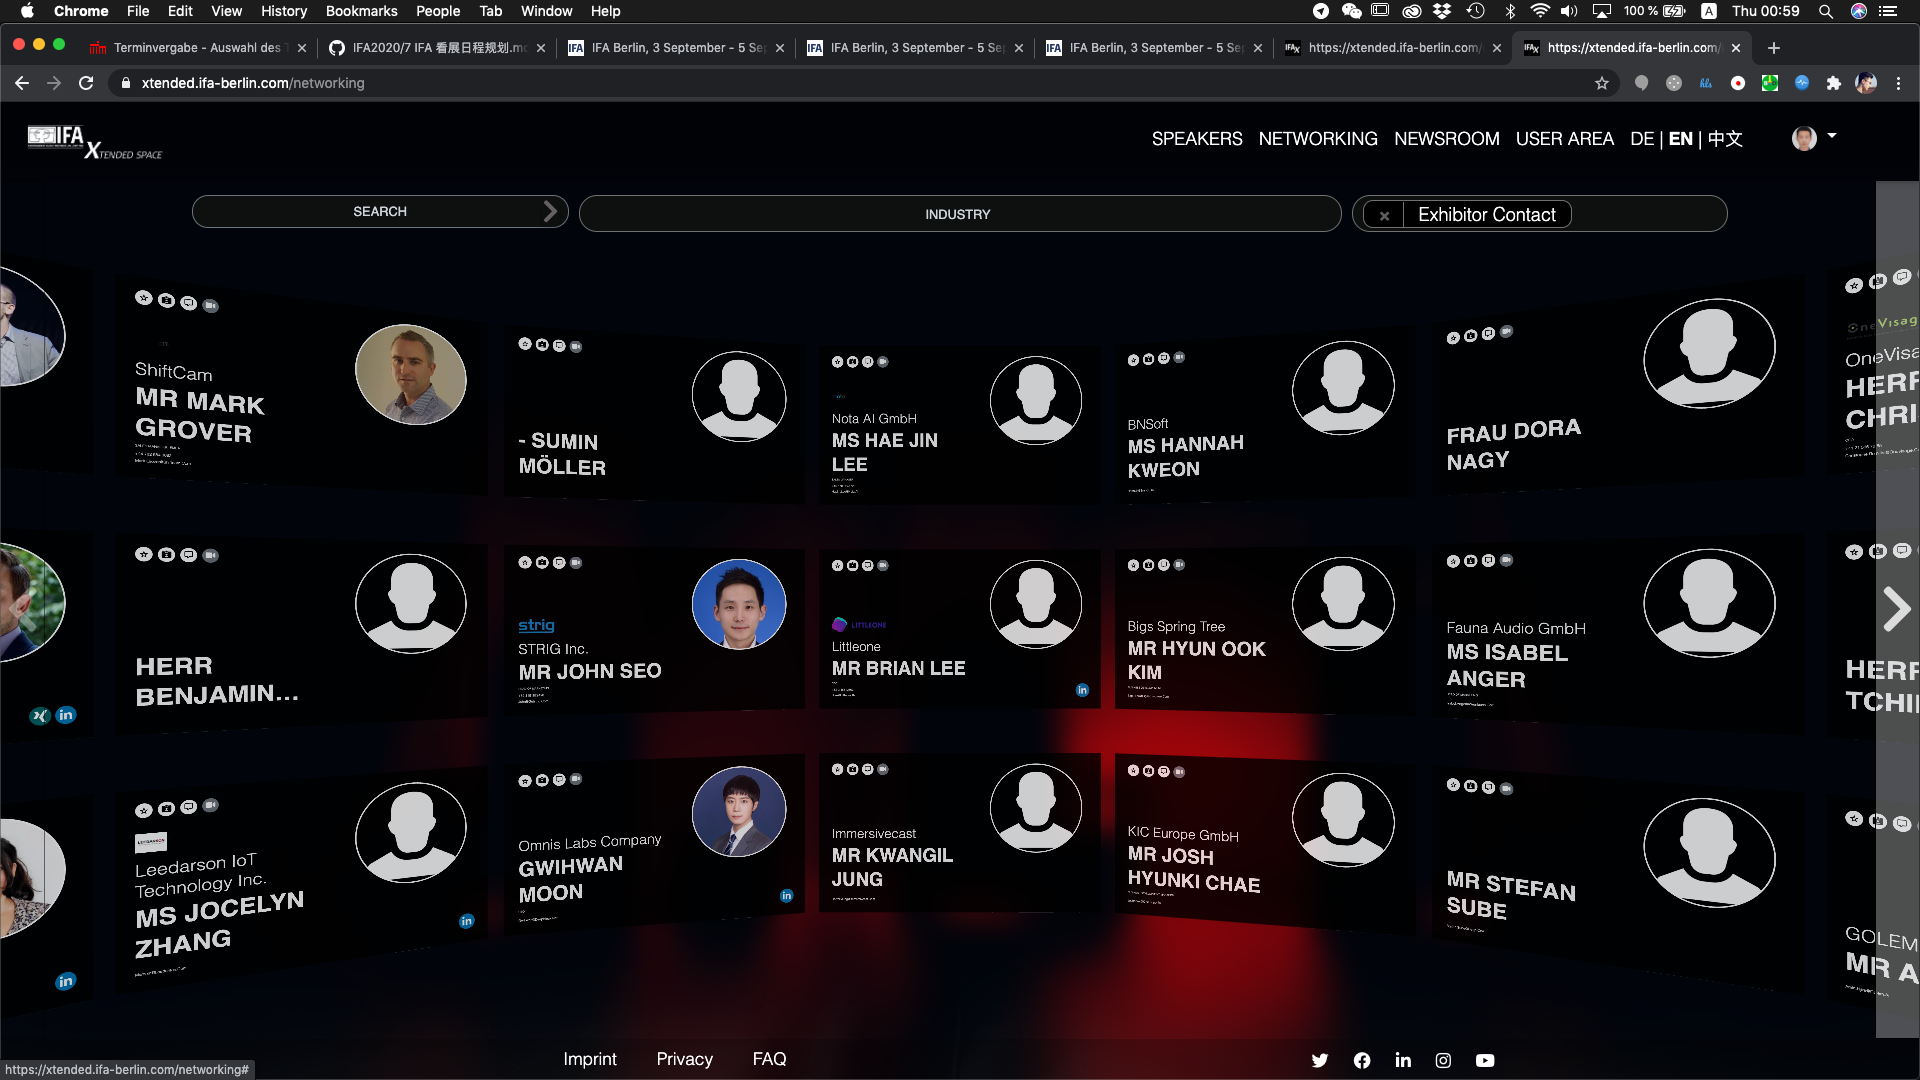 Chrome File Edit View History Bookmarks People Tab Window Help
100 % A Thu 00:59
Terminvergabe - Auswahl des
IFA2020/7 IFA 看展日程规划.md
IFA Berlin, 3 September - 5 Se
IFA Berlin, 3 September - 5 Se
IFA Berlin, 3 September - 5 Se
https://xtended.ifa-berlin.com/
https://xtended.ifa-berlin.com/
xtended.ifa-berlin.com/networking
IFA
XTENDED SPACE
SPEAKERS NETWORKING NEWSROOM USER AREA DE | EN | 中文
SEARCH
INDUSTRY
× Exhibitor Contact
ShiftCam
MR MARK
GROVER
- SUMIN
MÖLLER
Nota AI GmbH
MS HAE JIN
LEE
BNSoft
MS HANNAH
KWEON
FRAU DORA
NAGY
OneVisag
OneVisa
HERR
CHRI
HERR
BENJAMIN...
strig
STRIG Inc.
MR JOHN SEO
LITTLEONE
Littleone
MR BRIAN LEE
Bigs Spring Tree
MR HYUN OOK
KIM
Fauna Audio GmbH
MS ISABEL
ANGER
HERR
TCHI
LEEDARSON
Leedarson IoT
Technology Inc.
MS JOCELYN
ZHANG
Omnis Labs Company
GWIHWAN
MOON
Immersivecast
MR KWANGIL
JUNG
KIC Europe GmbH
MR JOSH
HYUNKI CHAE
MR STEFAN
SUBE
GOLEM
MR A
Imprint Privacy FAQ
https://xtended.ifa-berlin.com/networking#